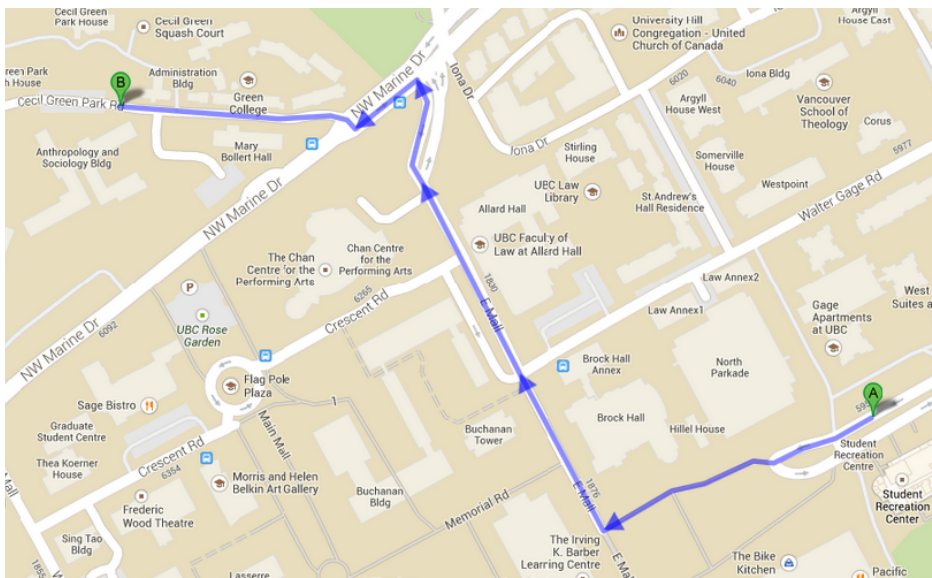 Cecil Green
Park House
Cecil Green
Squash Court
Green Park
h House
B
Cecil Green Park Rd
Administration
Bldg
Green
College
NW Marine Dr
Iona Dr
University Hill
Congregation - United
Church of Canada
Argyll
House East
6020
6040
Iona Bldg
Vancouver
School of
Theology
Argyll
House West
Corus
5977
Anthropology and
Sociology Bldg
Mary
Bollert Hall
Iona Dr
Stirling
House
Somerville
House
Westpoint
NW Marine Dr
UBC Law
Library
St.Andrew's
Hall Residence
Walter Gage Rd
Allard Hall
UBC Faculty of
Law at Allard Hall
The Chan
Centre for the
Performing Arts
Chan Centre
for the
Performing Arts
P
6265
Crescent Rd
1800
E Mall
Law Annex2
Law Annex1
Gage
Apartments
at UBC
West
Suites a
UBC Rose
Garden
6092
NW Marine Dr
Flag Pole
Plaza
Brock Hall
Annex
North
Parkade
A
595
Sage Bistro
Graduate
Student Centre
Thea Koerner
House
Crescent Rd
6354
Main Mall
1
Buchanan
Tower
Brock Hall
Hillel House
Student
Recreation
Centre
Mall
Frederic
Wood Theatre
Morris and Helen
Belkin Art Gallery
Buchanan
Bldg
Memorial Rd
1876
E Mall
Student
Recreation
Center
Sing Tao
Bldg
1855
W
Lasserre
The Irving
K. Barber
Learning Centre
E Mall
The Bike
Kitchen
Pacific